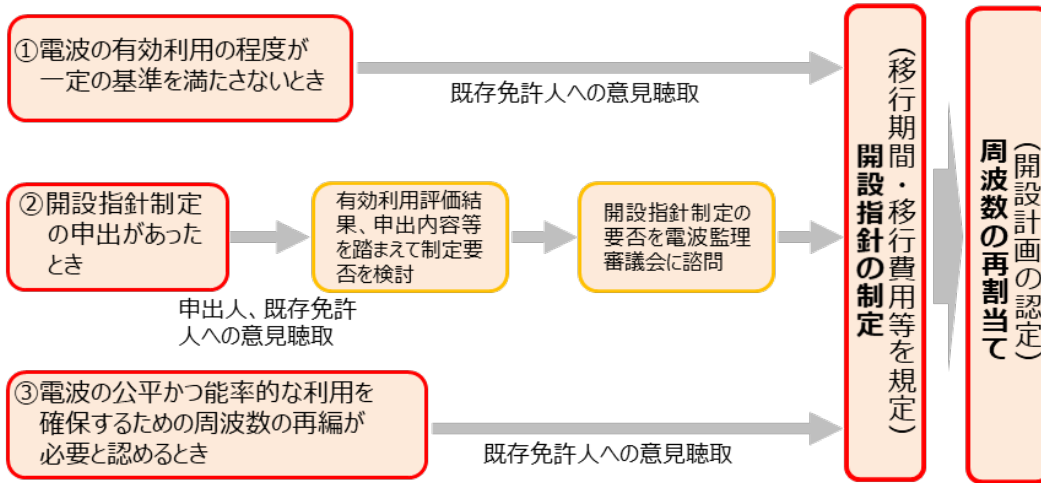 ①電波の有効利用の程度が
一定の基準を満たさないとき
既存免許人への意見聴取
②開設指針制定
の申出があった
とき
申出人、既存免許
人への意見聴取
有効利用評価結
果、申出内容等
を踏まえて制定要
否を検討
開設指針制定の
要否を電波監理
審議会に諮問
③電波の公平かつ能率的な利用を
確保するための周波数の再編が
必要と認めるとき
既存免許人への意見聴取
(移行期間・移行費用等を規定)
開設指針の制定
(開設計画の認定)
周波数の再割当て